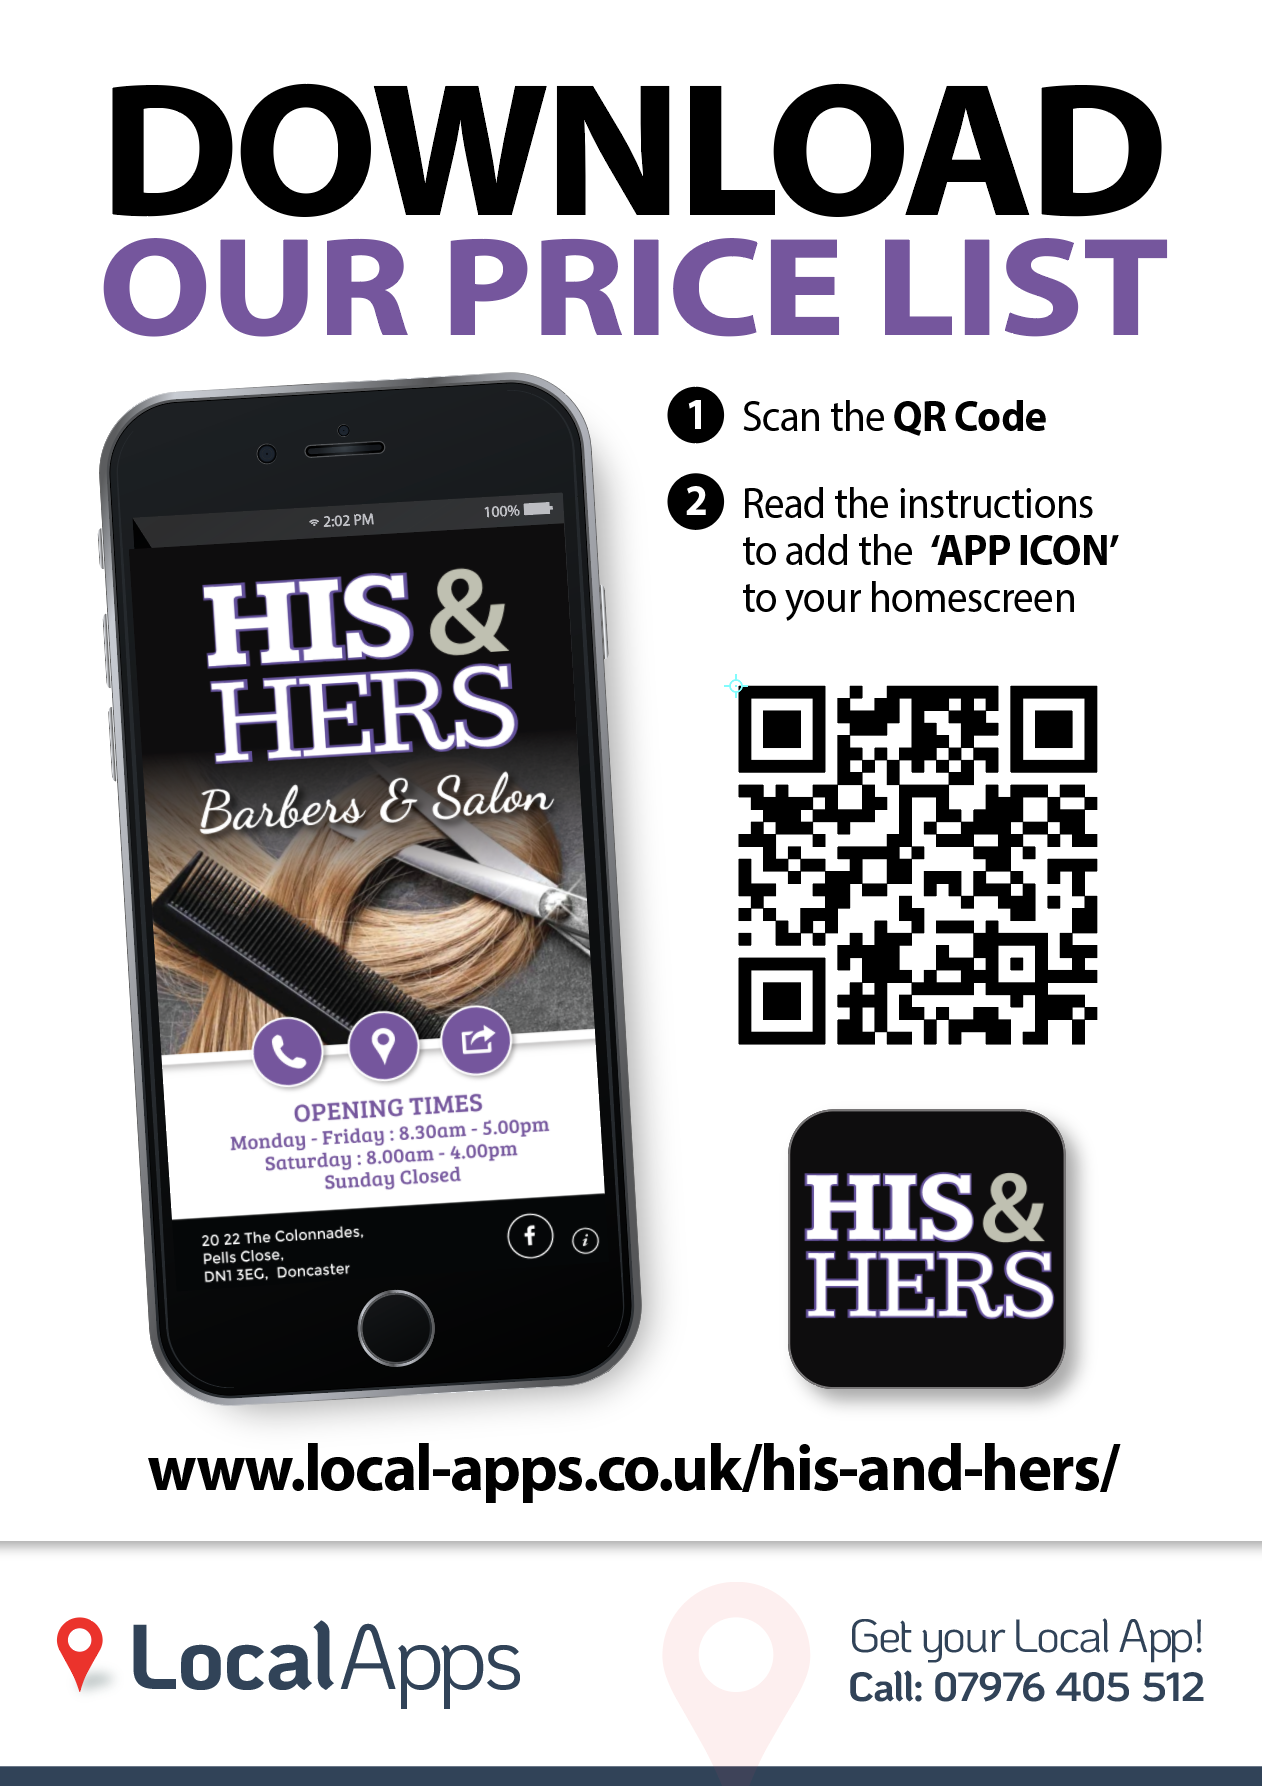 DOWNLOAD
OUR PRICE LIST
1 Scan the QR Code
2 Read the instructions
to add the ‘APP ICON’
to your homescreen
2:02 PM 100%
HIS &
HERS
Barbers & Salon
OPENING TIMES
Monday - Friday : 8.30am - 5.00pm
Saturday : 8.00am - 4.00pm
Sunday Closed
20 22 The Colonnades,
Pells Close,
DN1 3EG, Doncaster
f i
HIS &
HERS
www.local-apps.co.uk/his-and-hers/
LocalApps
Get your Local App!
Call: 07976 405 512